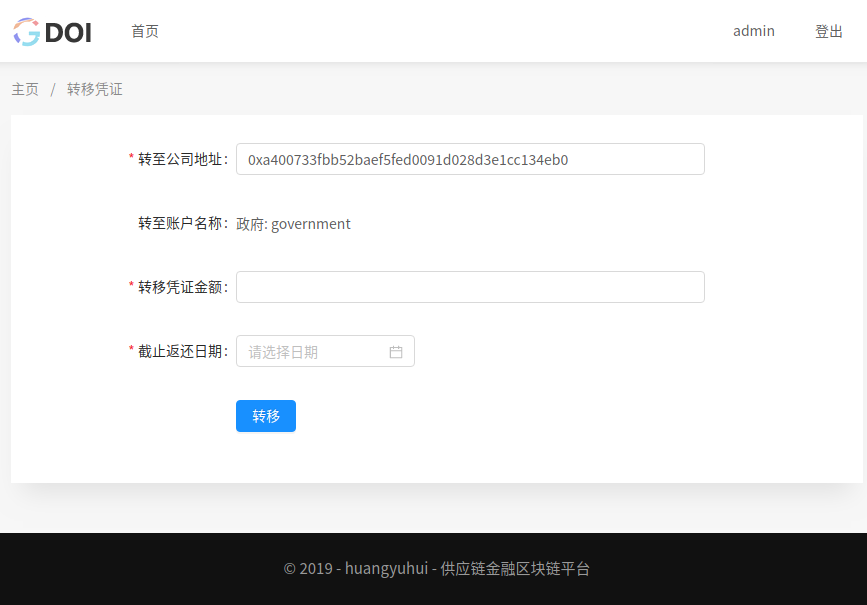 GDOI 首页 admin 登出
主页 / 转移凭证
* 转至公司地址: 0xa400733fbb52baef5fed0091d028d3e1cc134eb0
转至账户名称: 政府: government
* 转移凭证金额:
* 截止返还日期: 请选择日期
转移
© 2019 - huangyuhui - 供应链金融区块链平台